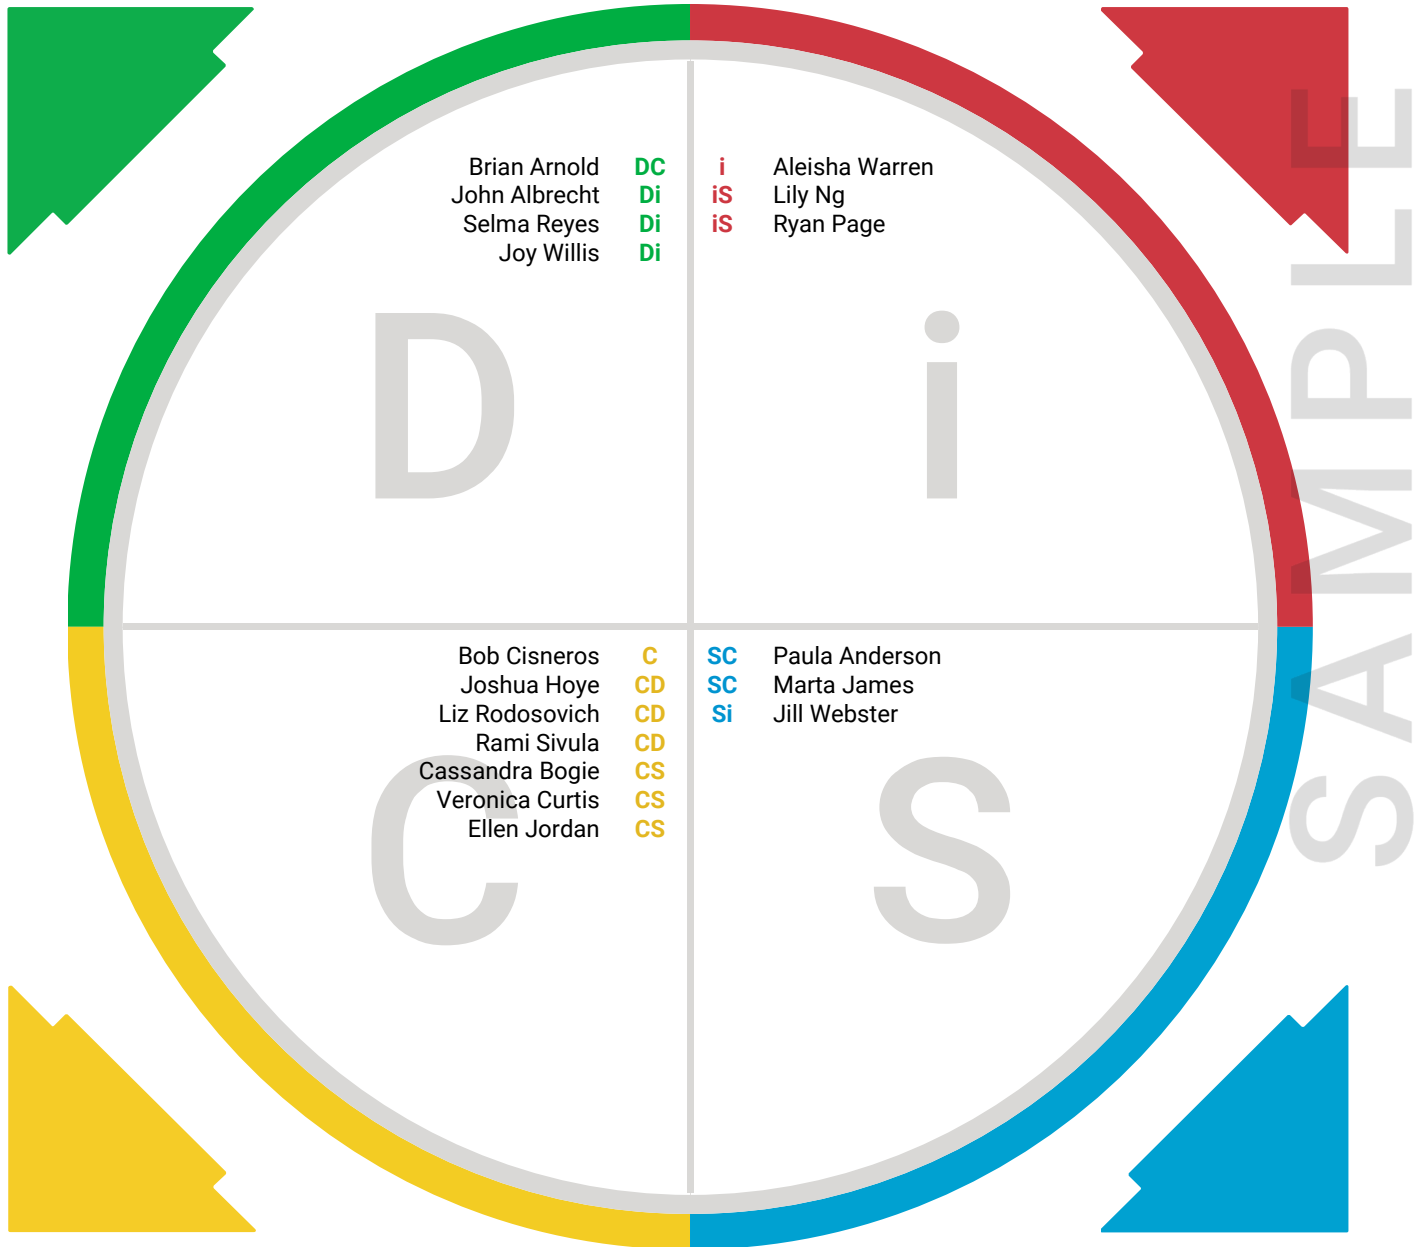 Brian Arnold DC i Aleisha Warren
John Albrecht Di iS Lily Ng
Selma Reyes Di iS Ryan Page
Joy Willis Di
D i
Bob Cisneros C SC Paula Anderson
Joshua Hoye CD SC Marta James
Liz Rodosovich CD Si Jill Webster
Rami Sivula CD
Cassandra Bogie CS
Veronica Curtis CS
Ellen Jordan CS
C S
SAMPLE